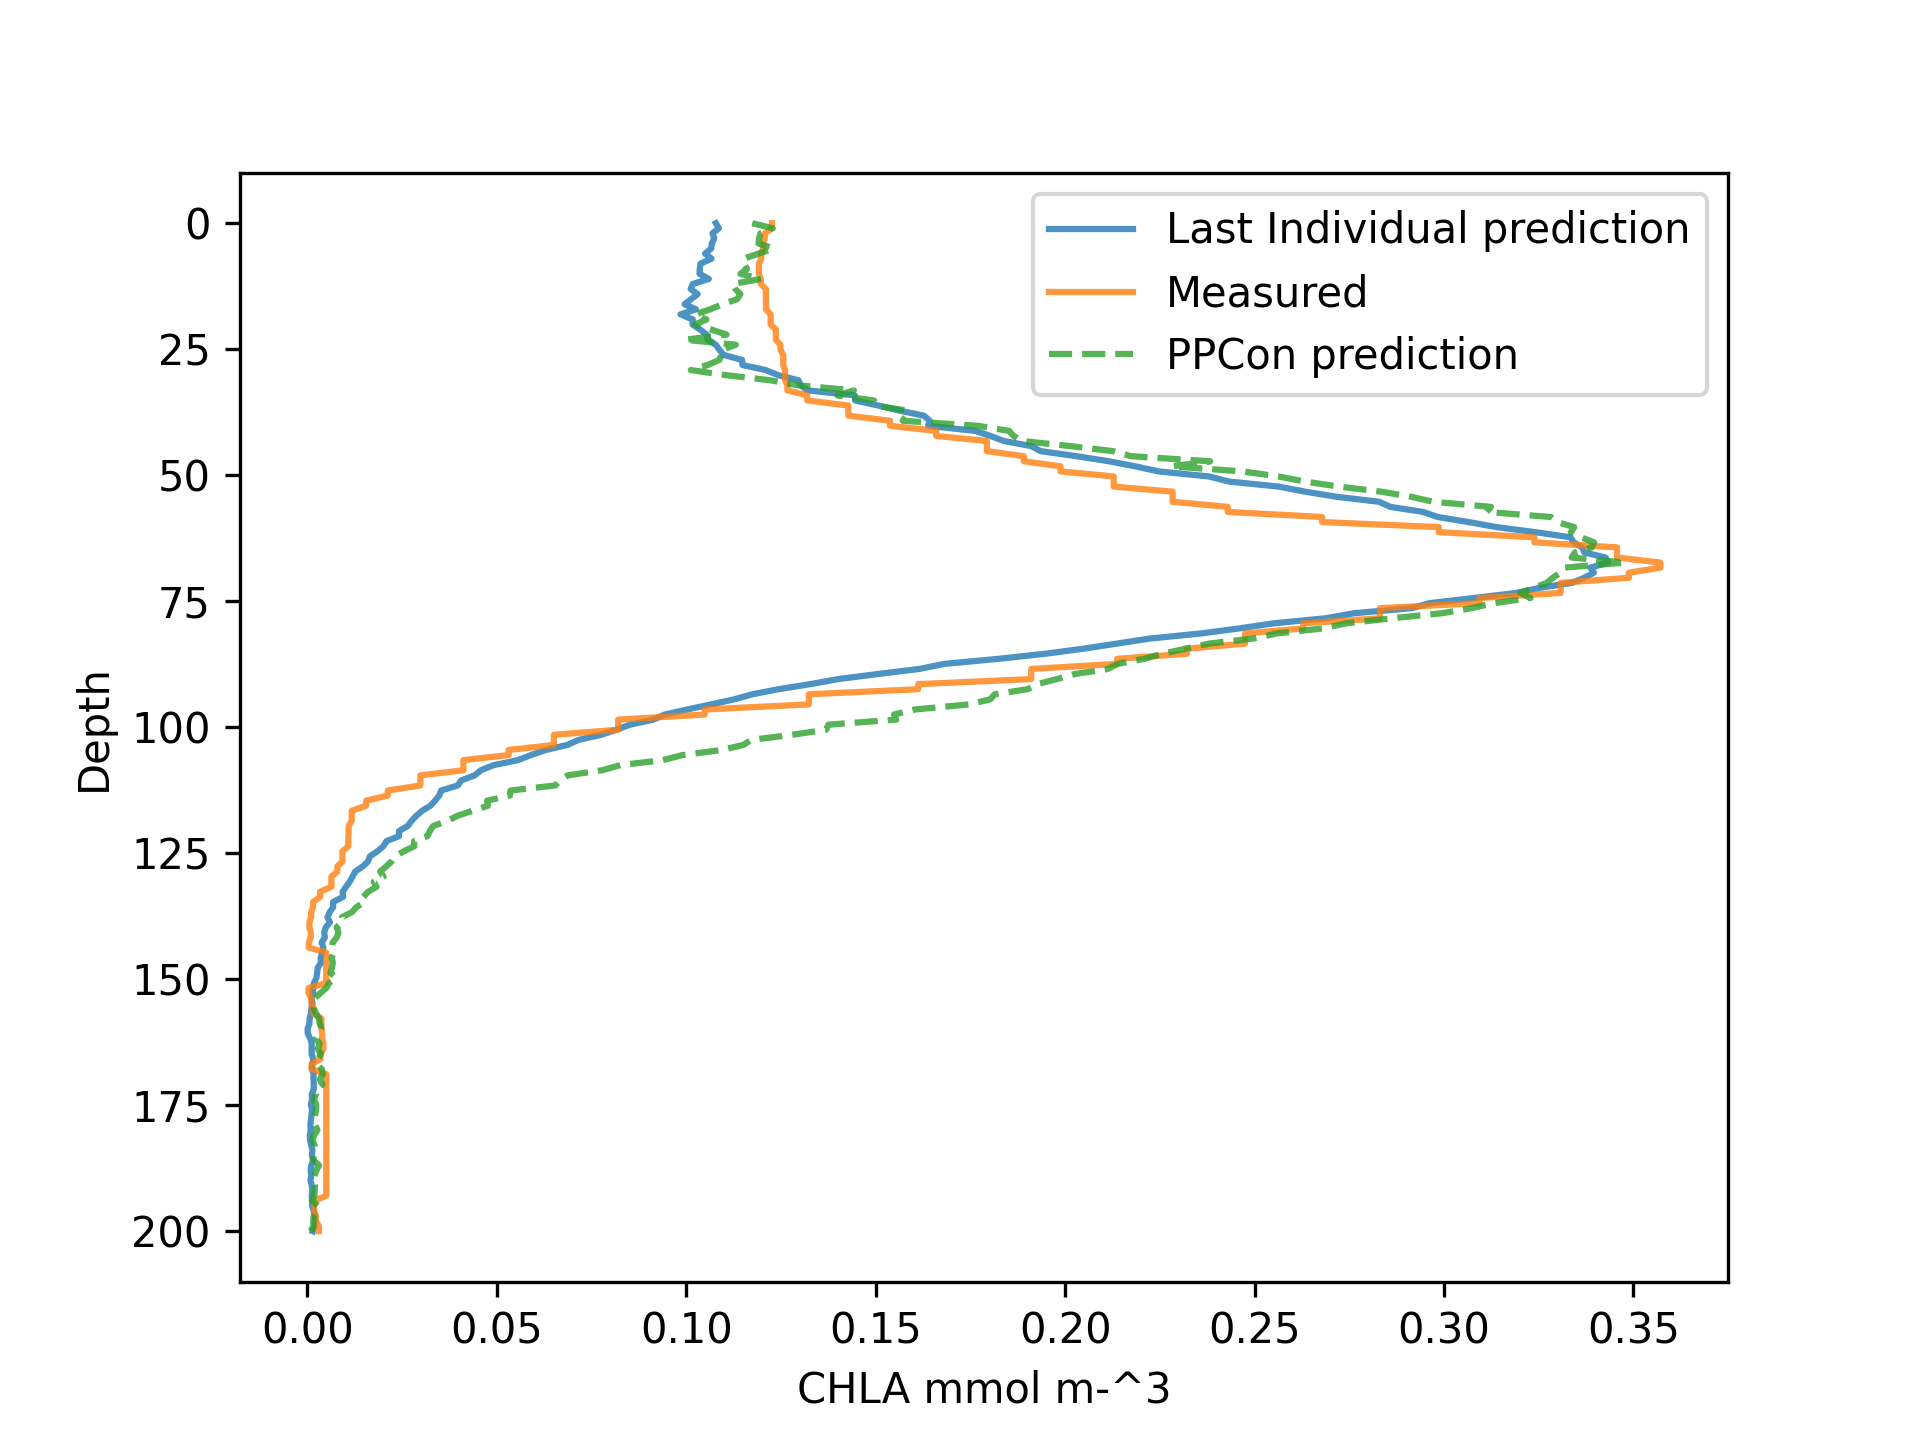 Last Individual prediction
Measured
PPCon prediction
0
25
50
75
100
125
150
175
200
Depth
0.00 0.05 0.10 0.15 0.20 0.25 0.30 0.35
CHLA mmol m-^3